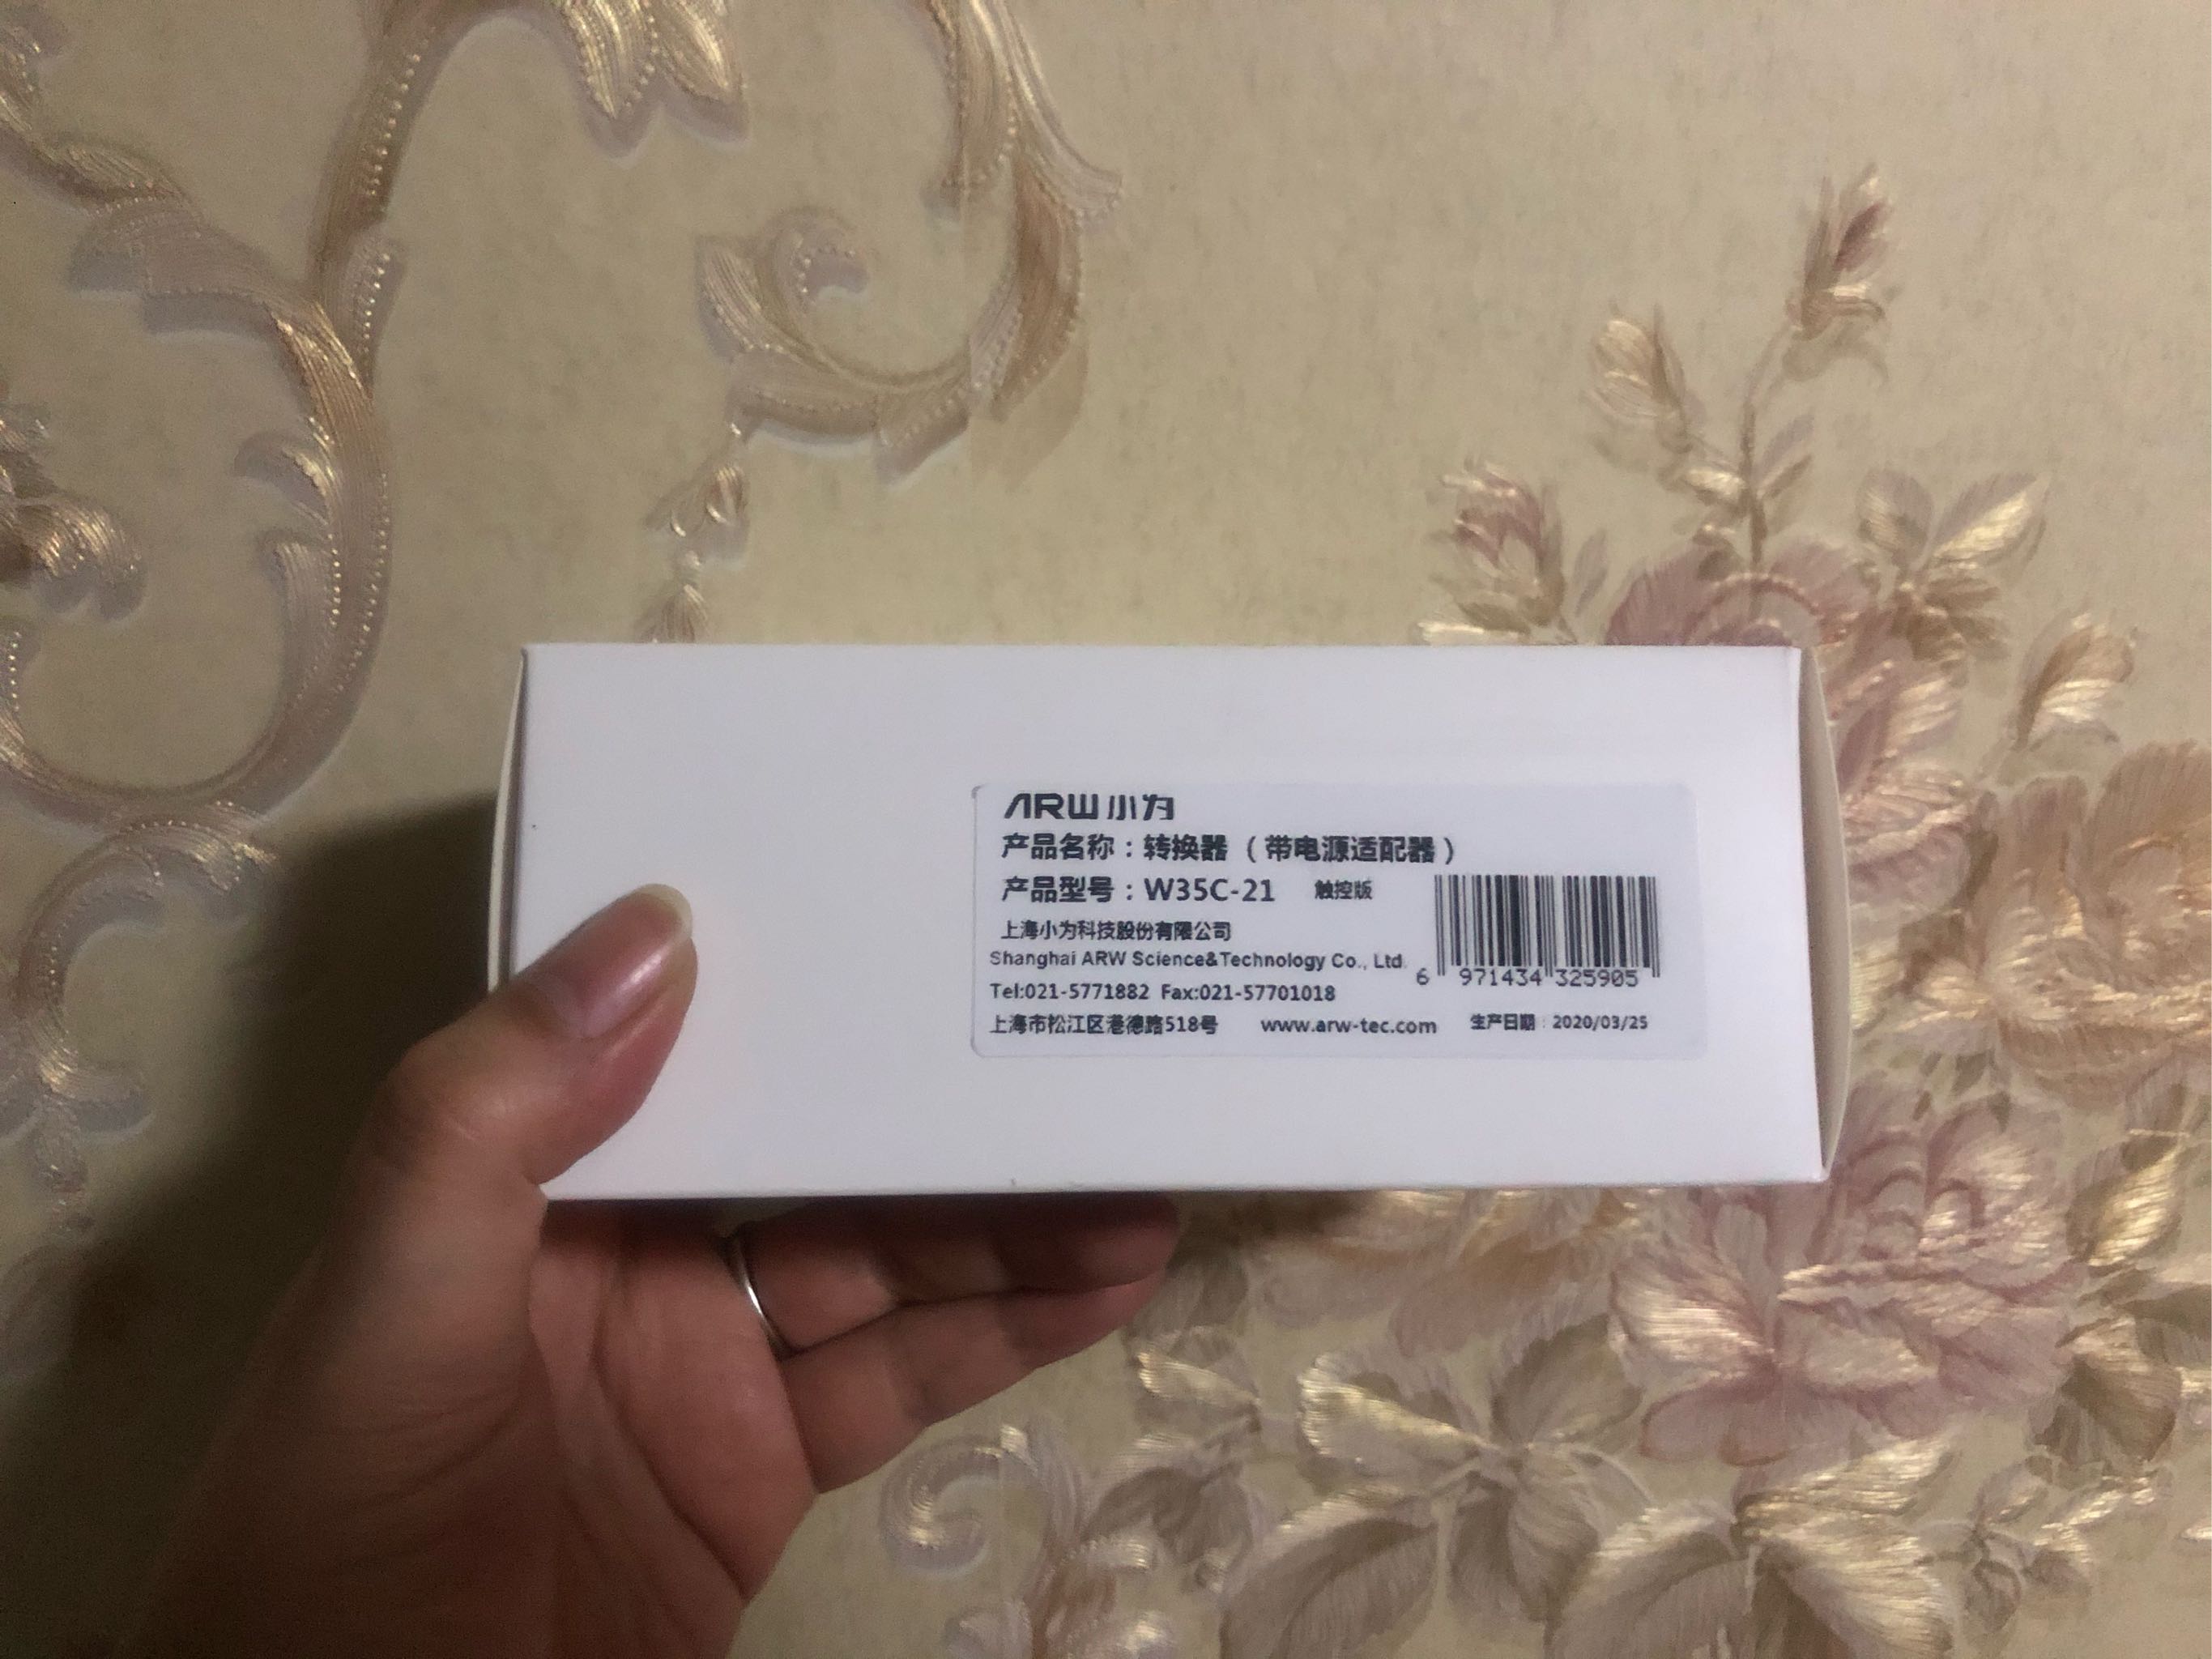 ARW 小为
产品名称：转换器（带电源适配器）
产品型号：W35C-21 触控版
上海小为科技股份有限公司
Shanghai ARW Science&Technology Co., Ltd.
6 971434 325905
Tel:021-5771882 Fax:021-57701018
上海市松江区港德路518号 www.arw-tec.com 生产日期：2020/03/25